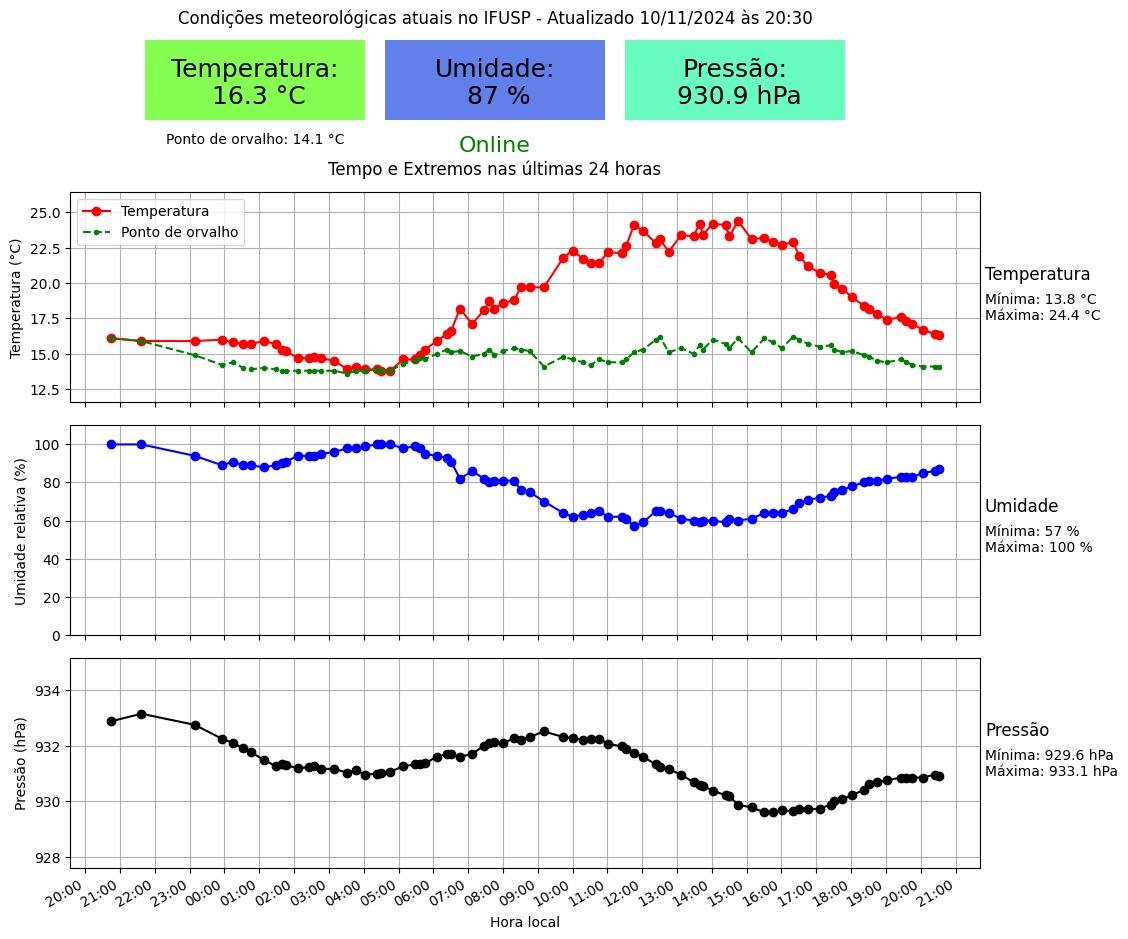 Condições meteorológicas atuais no IFUSP - Atualizado 10/11/2024 às 20:30
Temperatura:
16.3 °C
Umidade:
87 %
Pressão:
930.9 hPa
Ponto de orvalho: 14.1 °C
Online
Tempo e Extremos nas últimas 24 horas
Temperatura (°C)
25.0
22.5
20.0
17.5
15.0
12.5
Temperatura
Ponto de orvalho
Temperatura
Mínima: 13.8 °C
Máxima: 24.4 °C
Umidade relativa (%)
100
80
60
40
20
0
Umidade
Mínima: 57 %
Máxima: 100 %
Pressão (hPa)
934
932
930
928
Pressão
Mínima: 929.6 hPa
Máxima: 933.1 hPa
20:00
21:00
22:00
23:00
00:00
01:00
02:00
03:00
04:00
05:00
06:00
07:00
08:00
09:00
10:00
11:00
12:00
13:00
14:00
15:00
16:00
17:00
18:00
19:00
20:00
21:00
Hora local